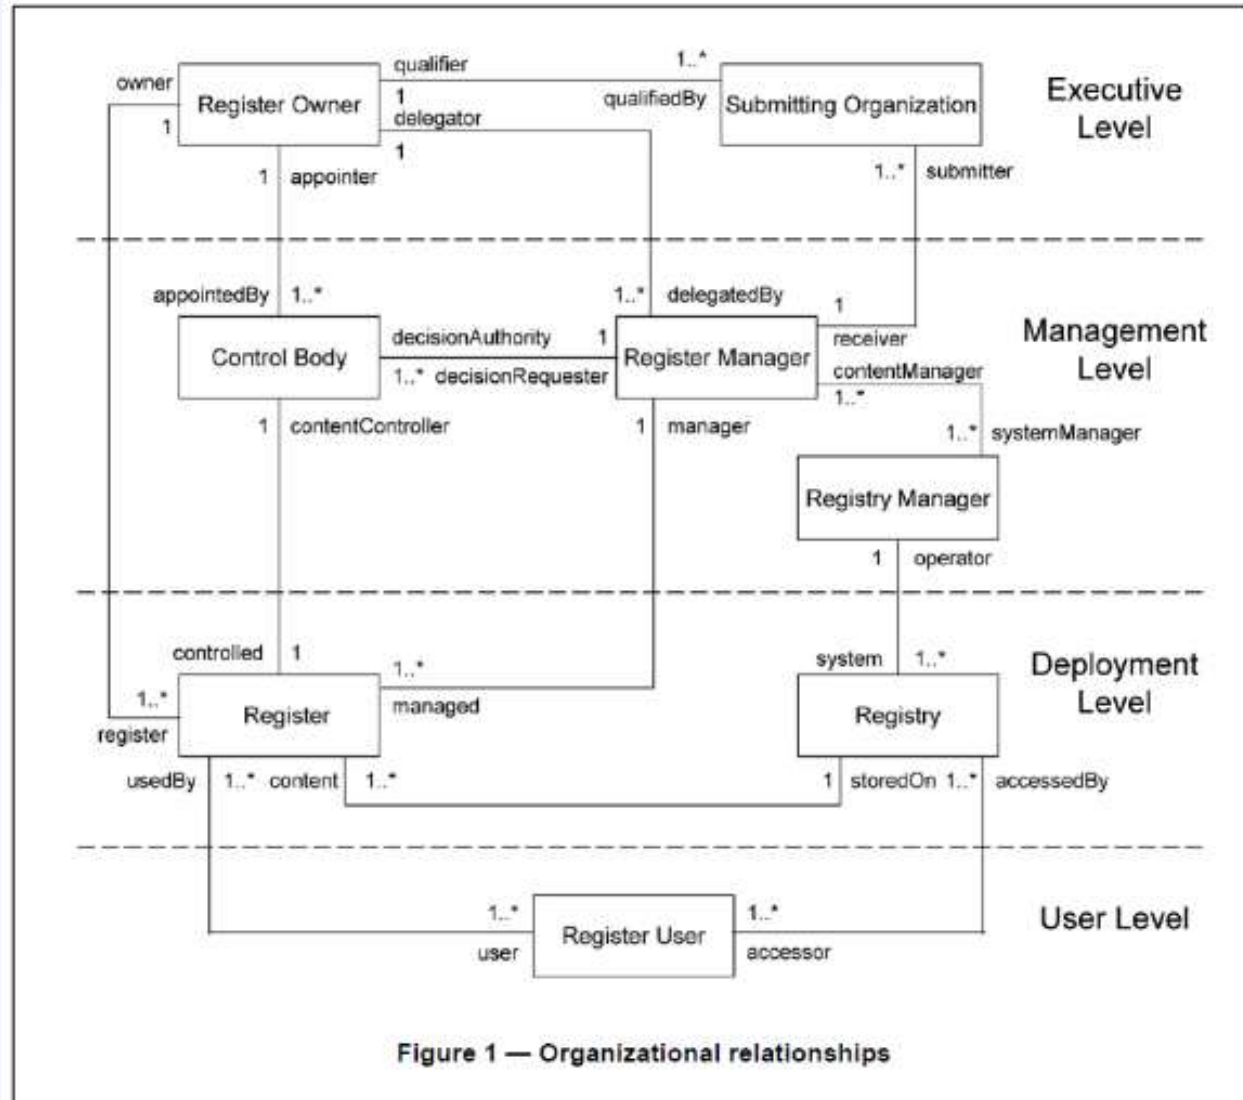 owner
qualifier
1..*
Register Owner
1
qualifiedBy
Submitting Organization
Executive
Level
1
delegator
1
1
appointer
1..*
submitter
appointedBy
1..*
1..*
delegatedBy
Control Body
decisionAuthority
1
1..*
decisionRequester
Register Manager
1
receiver
contentManager
1..*
Management
Level
1
contentController
1
manager
1..*
systemManager
Registry Manager
1
operator
controlled
1
1..*
managed
system
1..*
Deployment
Level
1..*
register
Register
Registry
usedBy
1..*
content
1..*
1
storedOn
1..*
accessedBy
1..*
user
Register User
1..*
accessor
User Level
Figure 1 — Organizational relationships